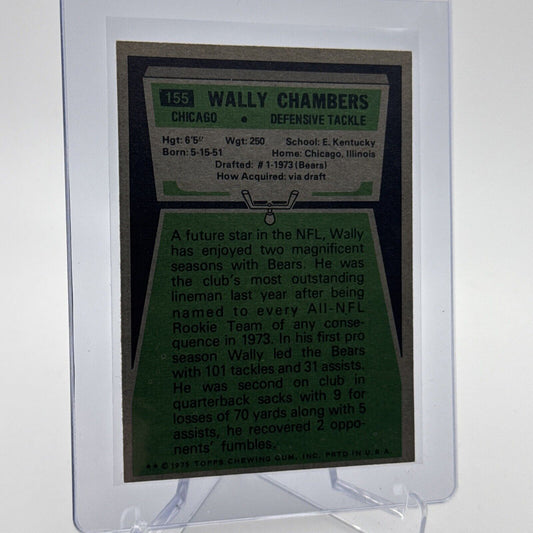 155 WALLY CHAMBERS
CHICAGO • DEFENSIVE TACKLE
Hgt: 6'5" Wgt: 250 School: E. Kentucky
Born: 5-15-51 Home: Chicago, Illinois
Drafted: #1-1973 (Bears)
How Acquired: via draft
A future star in the NFL, Wally
has enjoyed two magnificent
seasons with Bears. He was
the club's most outstanding
lineman last year after being
named to every All-NFL
Rookie Team of any conse-
quence in 1973. In his first pro
season Wally led the Bears
with 101 tackles and 31 assists.
He was second on club in
quarterback sacks with 9 for
losses of 70 yards along with 5
assists, he recovered 2 oppo-
nents' fumbles.
** © 1975 TOPPS CHEWING GUM, INC. PRTD IN U.S.A.